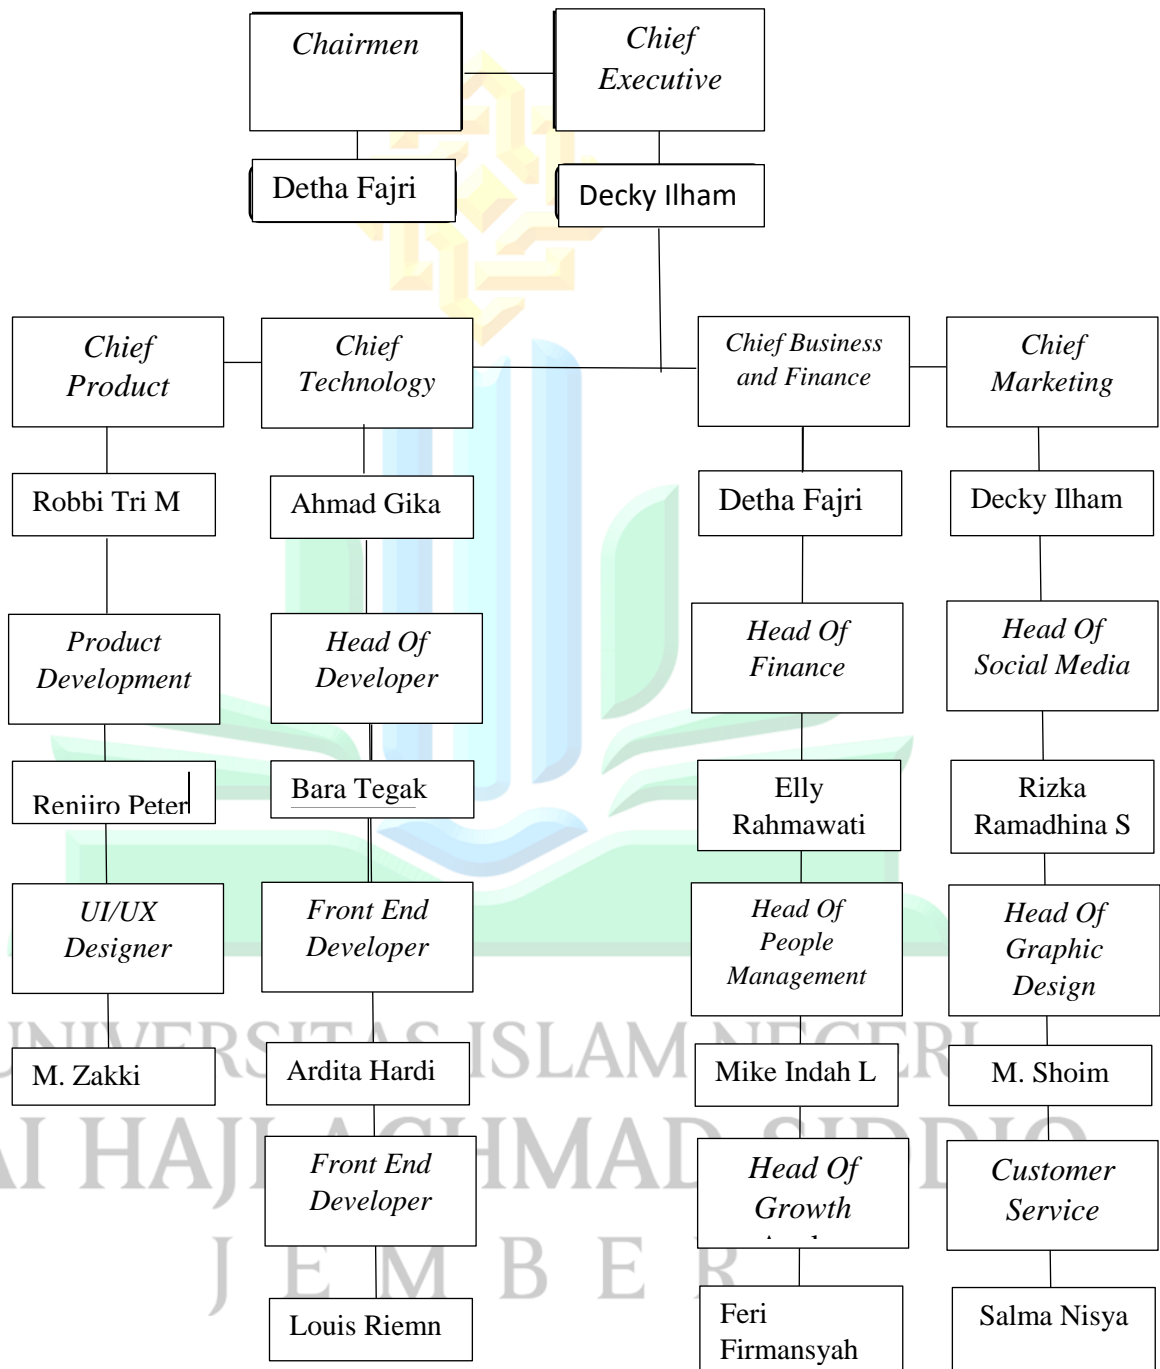 Chairmen
Chief
Executive
Detha Fajri
Decky Ilham
Chief
Product
Chief
Technology
Chief Business
and Finance
Chief
Marketing
Robbi Tri M
Ahmad Gika
Detha Fajri
Decky Ilham
Product
Development
Head Of
Developer
Head Of
Finance
Head Of
Social Media
Peter
Bara Tegak
Elly
Rahmawati
Rizka
Ramadhina S
UI/UX
Designer
Front End
Developer
Head Of
People
Management
Head Of
Graphic
Design
M. Zakki
Ardita Hardi
Mike Indah L
M. Shoim
Front End
Developer
Head Of
Growth
Customer
Service
Louis Riemn
Feri
Firmansyah
Salma Nisya
UNIVERSITAS ISLAM NEGERI
AI HAJI ACHMAD SIDDIQ
JEMBER